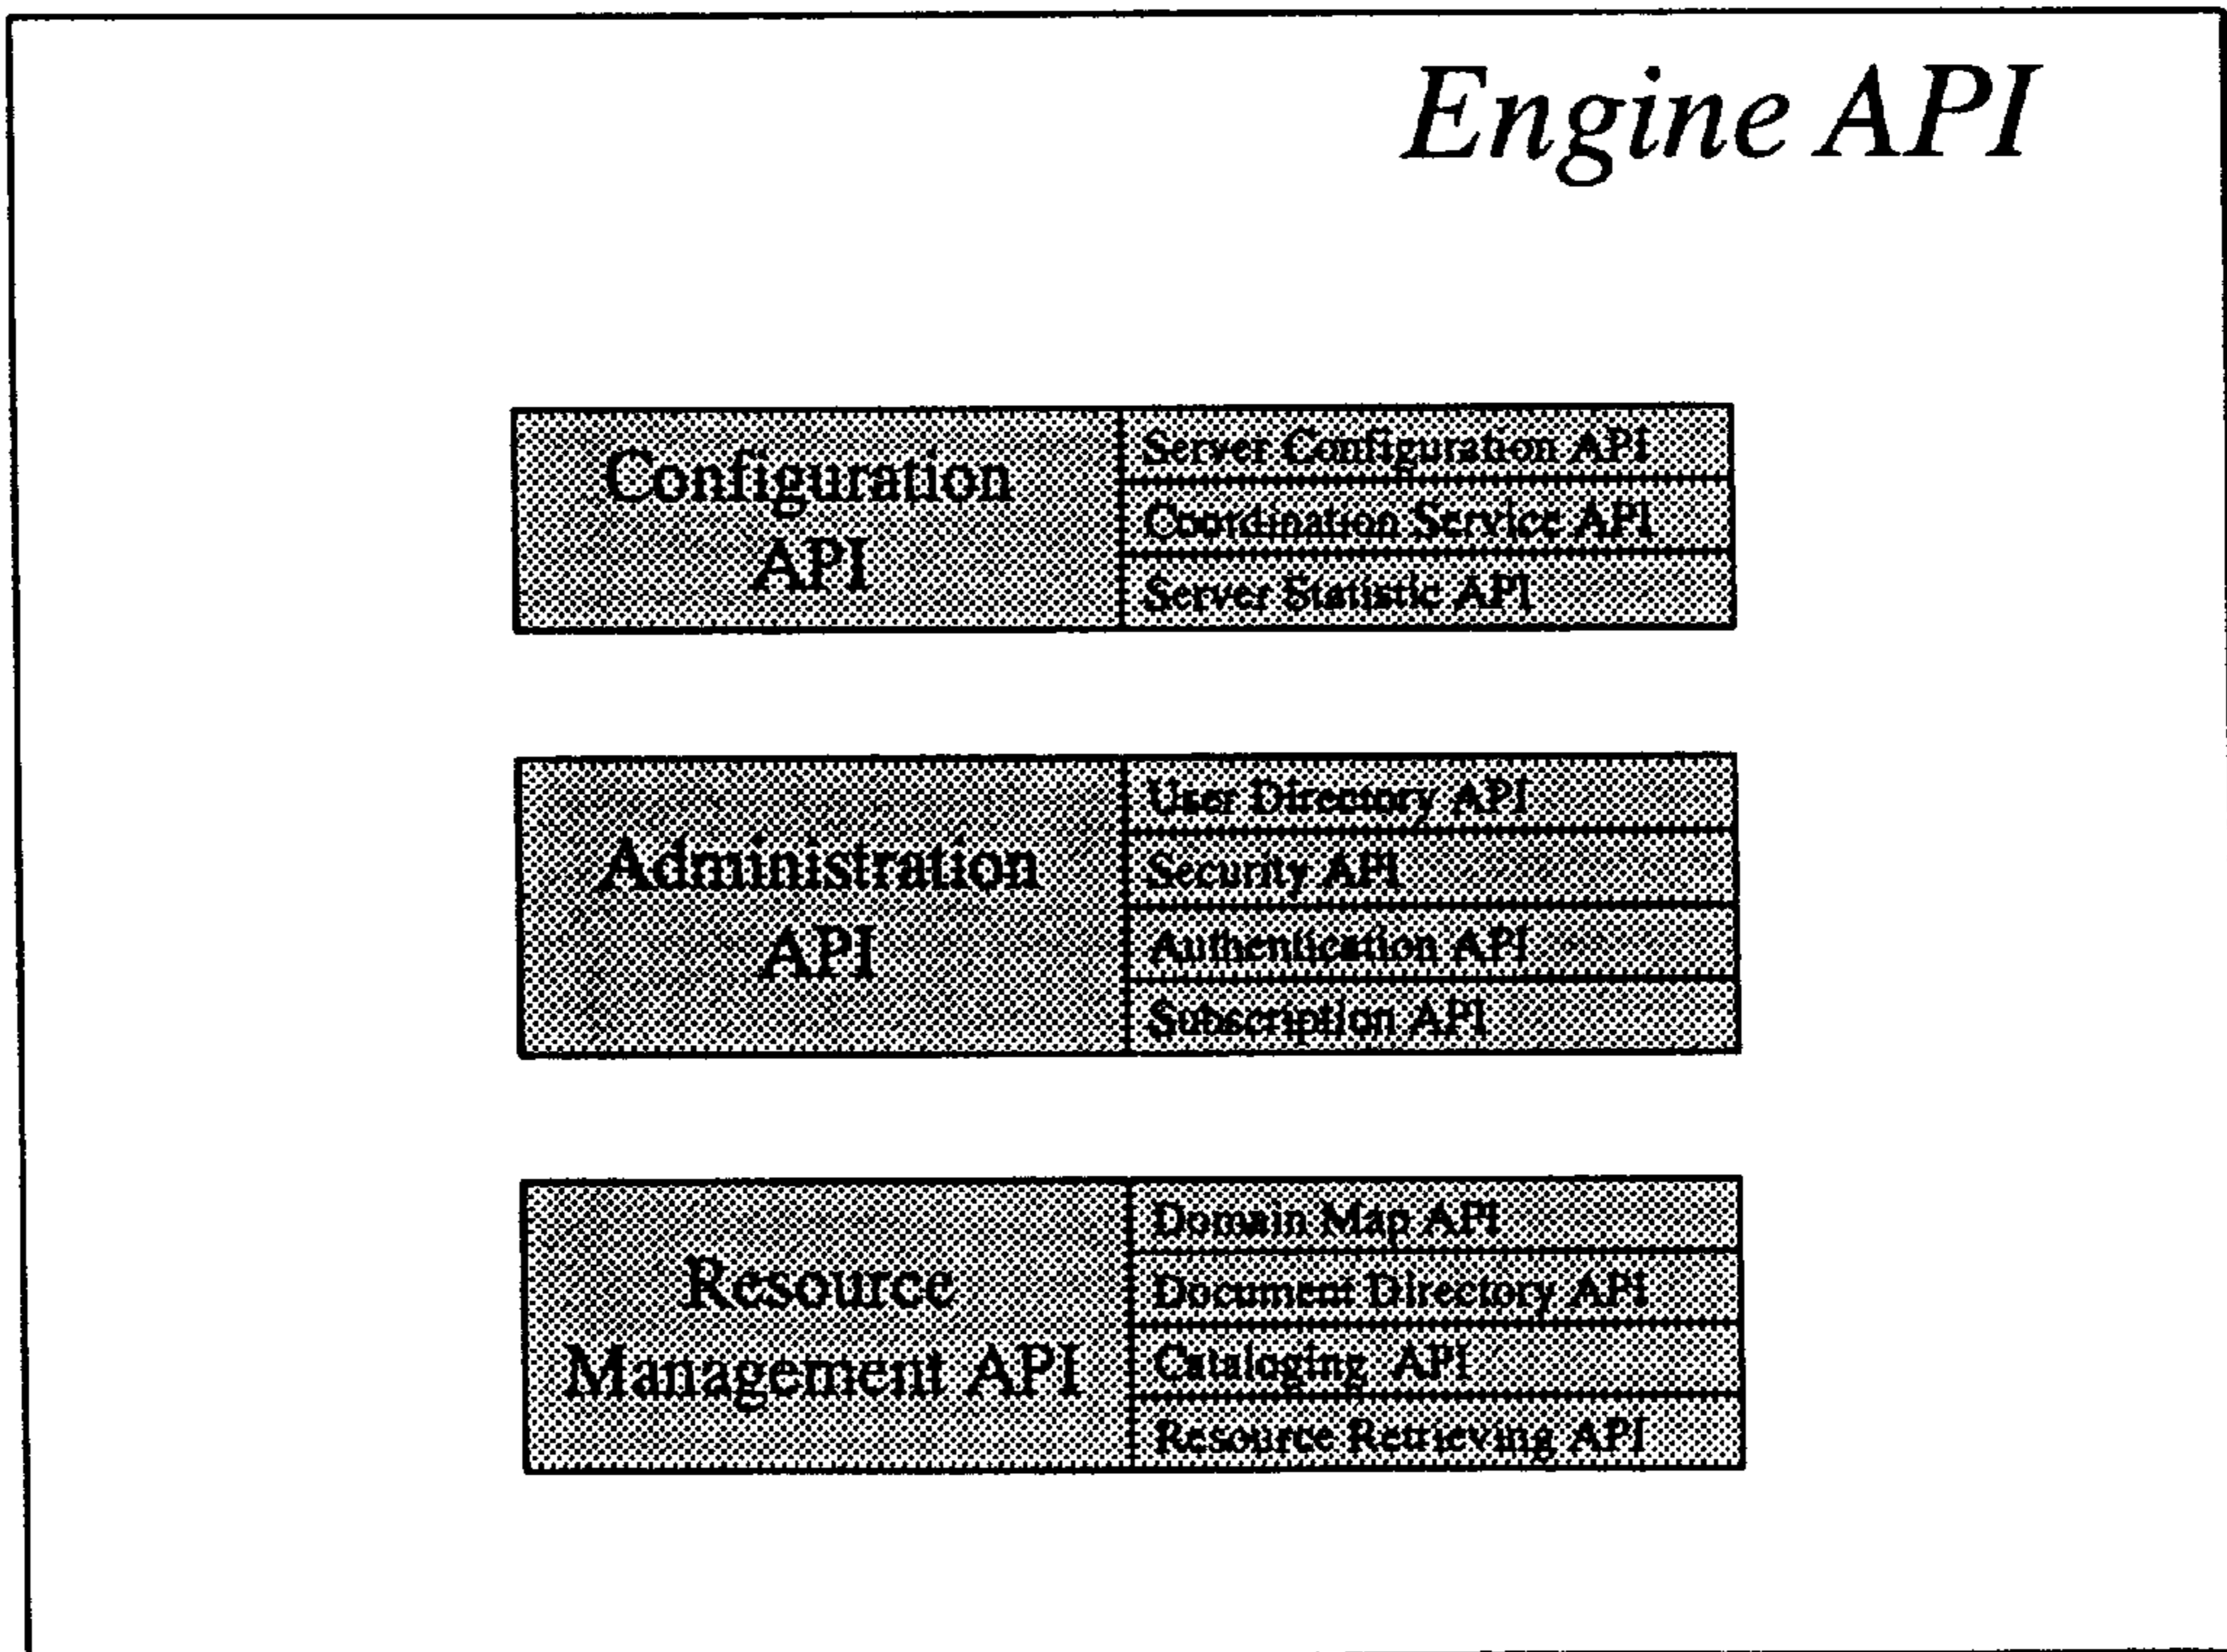 Engine API
Configuration
API
Server Configuration API
Coordination Service API
Server Statistic API
Administration
API
User Directory API
Security API
Authentication API
Subscription API
Resource
Management API
Domain Map API
Document Directory API
Cataloging API
Resource Retrieving API